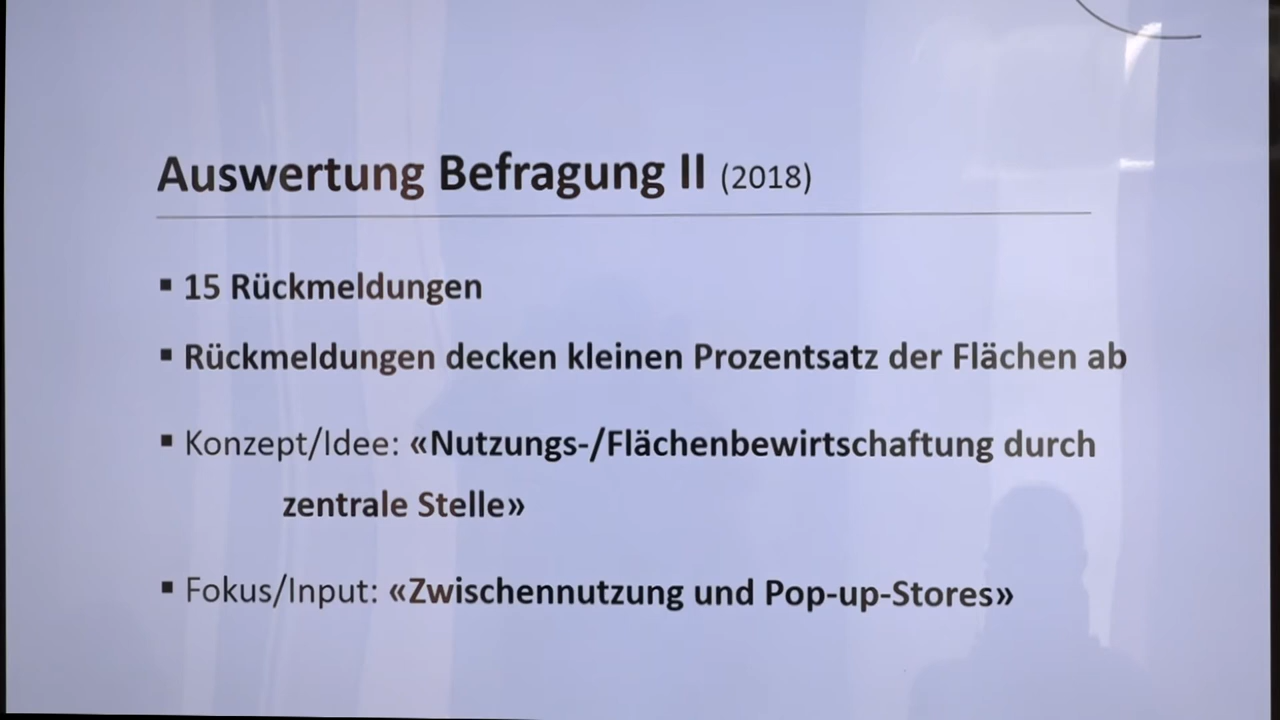 Auswertung Befragung II (2018)
▪ 15 Rückmeldungen
▪ Rückmeldungen decken kleinen Prozentsatz der Flächen ab
▪ Konzept/Idee: «Nutzungs-/Flächenbewirtschaftung durch
zentrale Stelle»
▪ Fokus/Input: «Zwischennutzung und Pop-up-Stores»